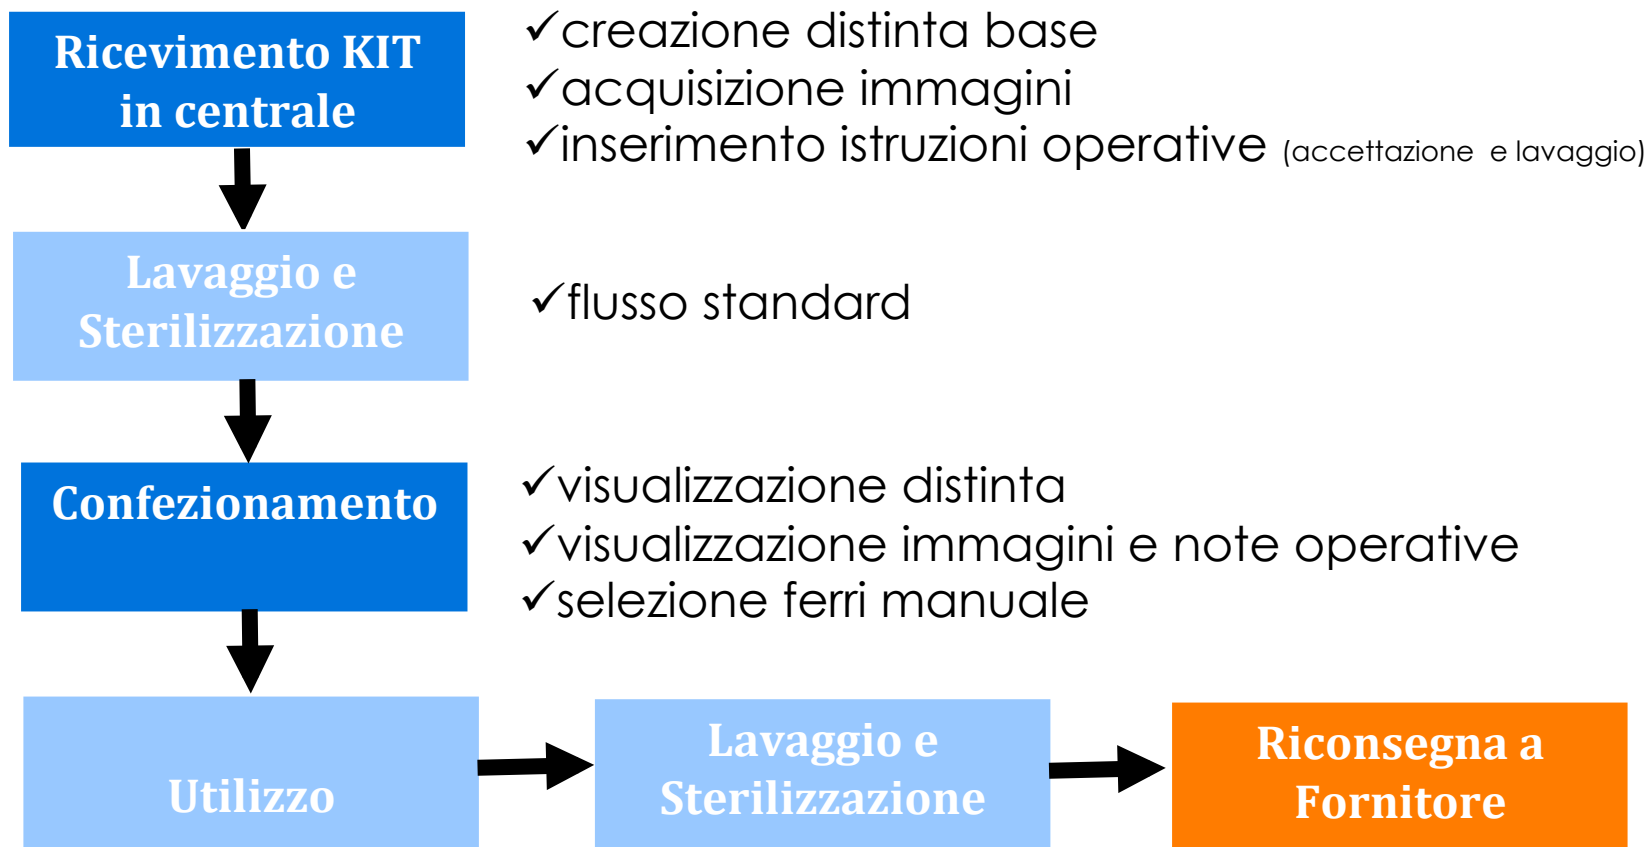 Ricevimento KIT
in centrale
✓creazione distinta base
✓acquisizione immagini
✓inserimento istruzioni operative (accettazione e lavaggio)
Lavaggio e
Sterilizzazione
✓flusso standard
Confezionamento
✓visualizzazione distinta
✓visualizzazione immagini e note operative
✓selezione ferri manuale
Utilizzo
Lavaggio e
Sterilizzazione
Riconsegna a
Fornitore